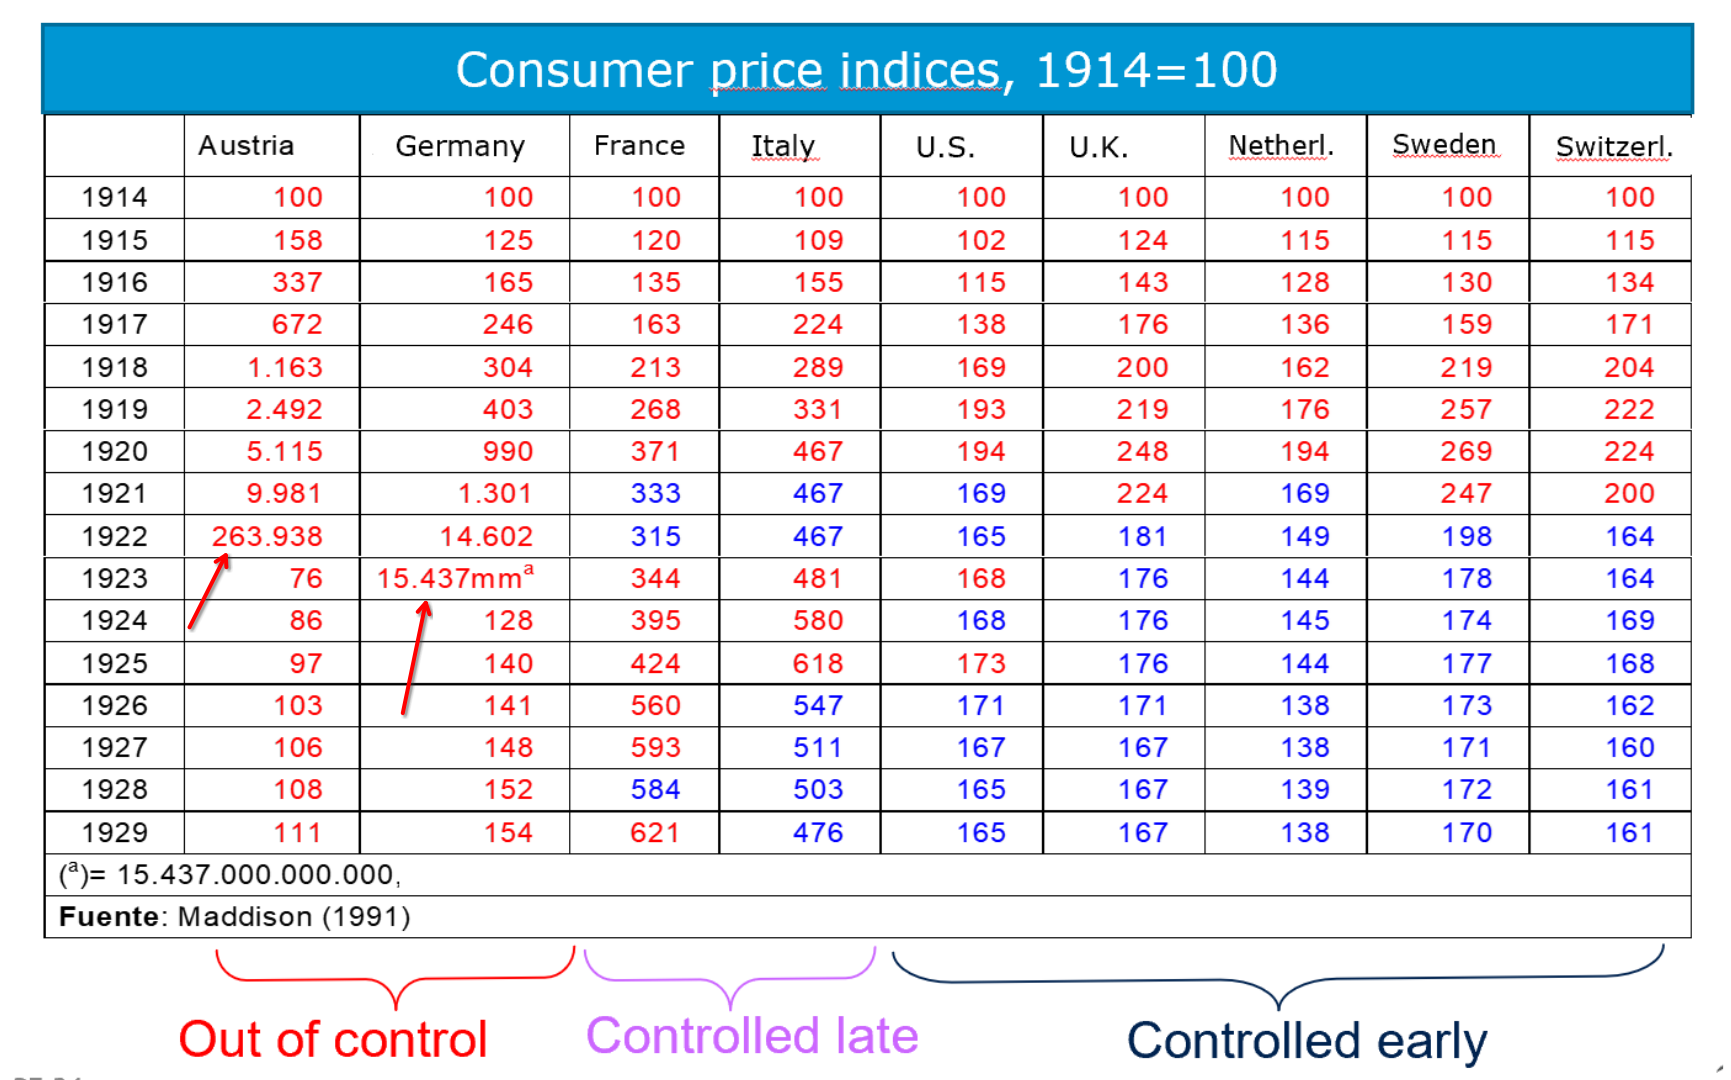 Consumer price indices, 1914=100
Austria Germany France Italy U.S. U.K. Netherl. Sweden Switzerl.
1914 100 100 100 100 100 100 100 100 100
1915 158 125 120 109 102 124 115 115 115
1916 337 165 135 155 115 143 128 130 134
1917 672 246 163 224 138 176 136 159 171
1918 1.163 304 213 289 169 200 162 219 204
1919 2.492 403 268 331 193 219 176 257 222
1920 5.115 990 371 467 194 248 194 269 224
1921 9.981 1.301 333 467 169 224 169 247 200
1922 263.938 14.602 315 467 165 181 149 198 164
1923 76 15.437mmª 344 481 168 176 144 178 164
1924 86 128 395 580 168 176 145 174 169
1925 97 140 424 618 173 176 144 177 168
1926 103 141 560 547 171 171 138 173 162
1927 106 148 593 511 167 167 138 171 160
1928 108 152 584 503 165 167 139 172 161
1929 111 154 621 476 165 167 138 170 161
(ª)= 15.437.000.000.000,
Fuente: Maddison (1991)
Out of control Controlled late Controlled early